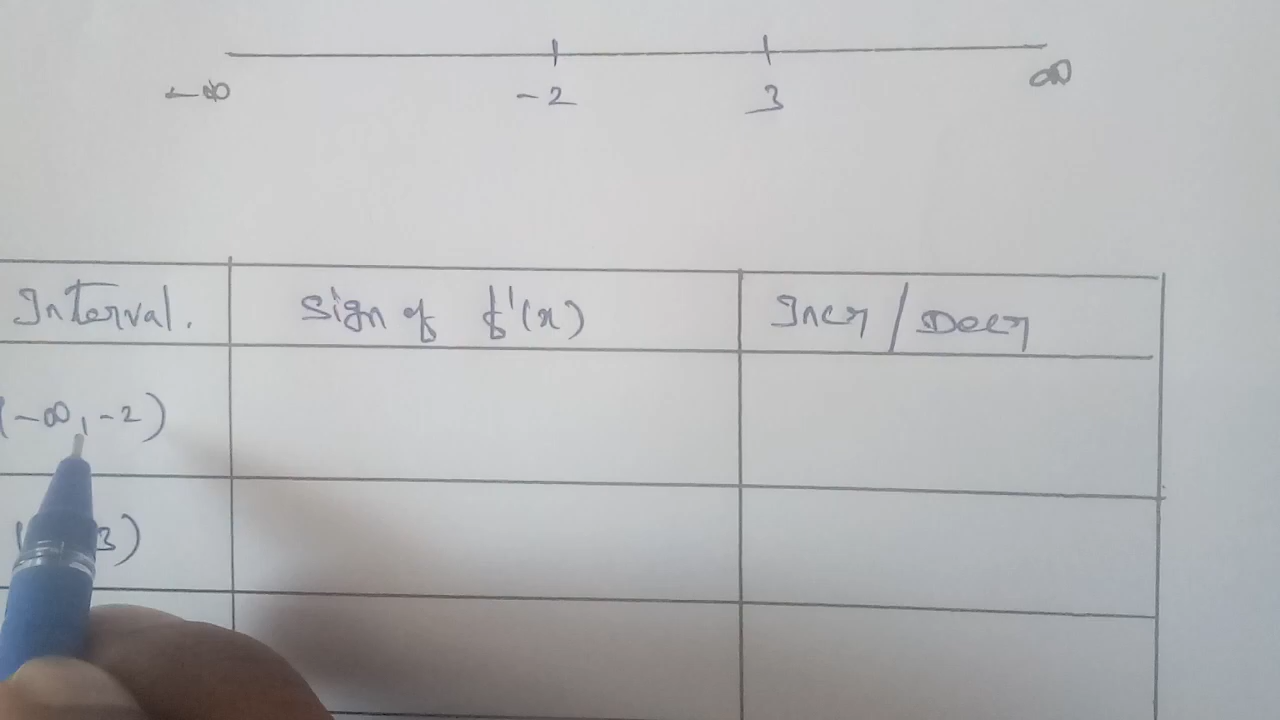 -∞ -2 3 ∞
Interval. Sign of f'(x) Incr / Decr
(-∞, -2)
( 3)